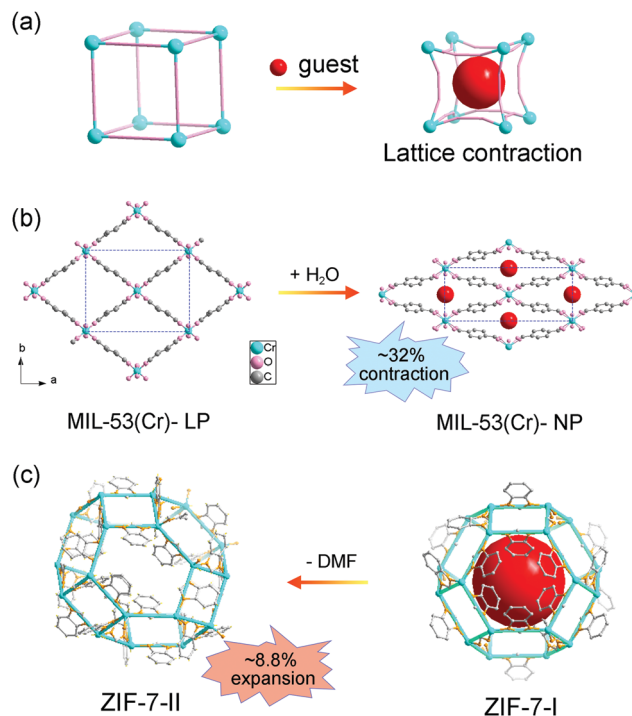 (a)
guest
Lattice contraction
(b)
+ H₂O
Cr
O
C
b
a
~32%
contraction
MIL-53(Cr)- LP
MIL-53(Cr)- NP
(c)
- DMF
~8.8%
expansion
ZIF-7-II
ZIF-7-I